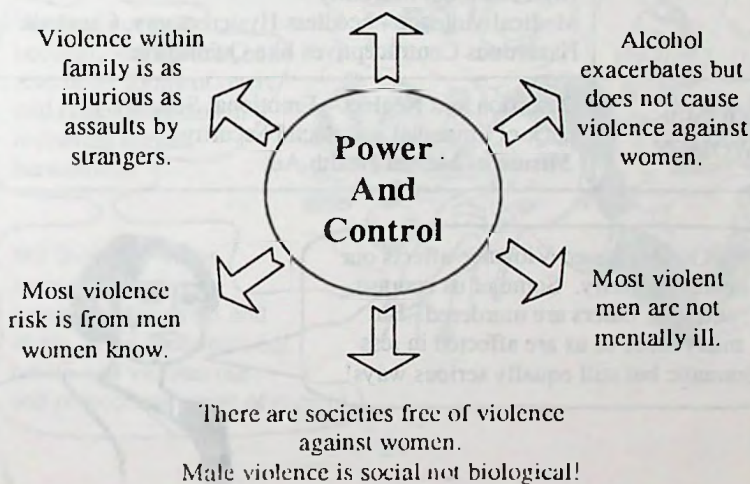 Violence within
family is as
injurious as
assaults by
strangers.
Alcohol
exacerbates but
does not cause
violence against
women.
Power
And
Control
Most violence
risk is from men
women know.
Most violent
men are not
mentally ill.
There are societies free of violence
against women.
Male violence is social not biological!